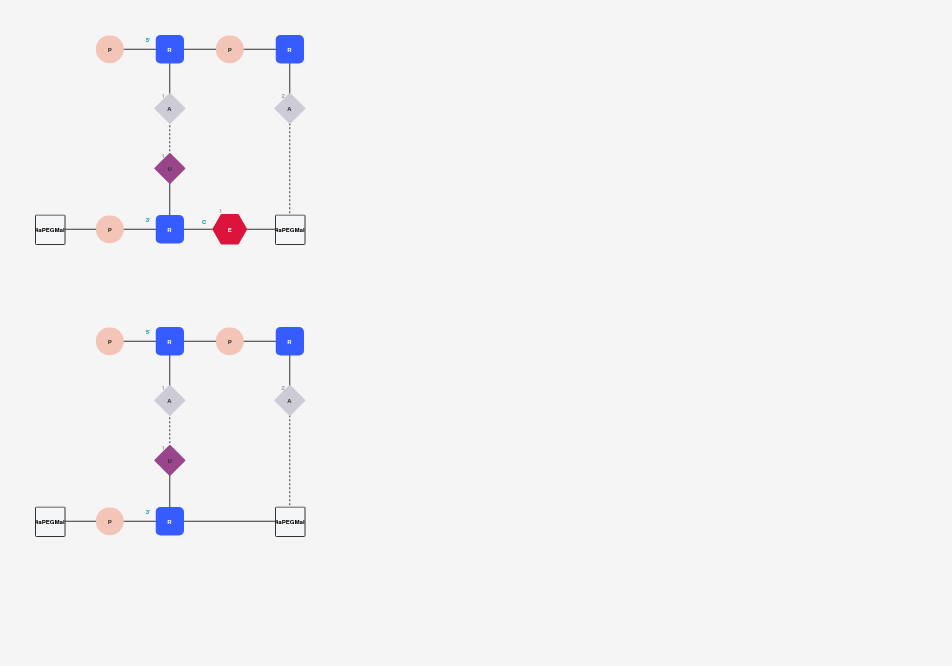 5'
P R P R
1 2
A A
1
U
3' C 1
4aPEGMal P R E 4aPEGMal
5'
P R P R
1 2
A A
1
U
3'
4aPEGMal P R 4aPEGMal